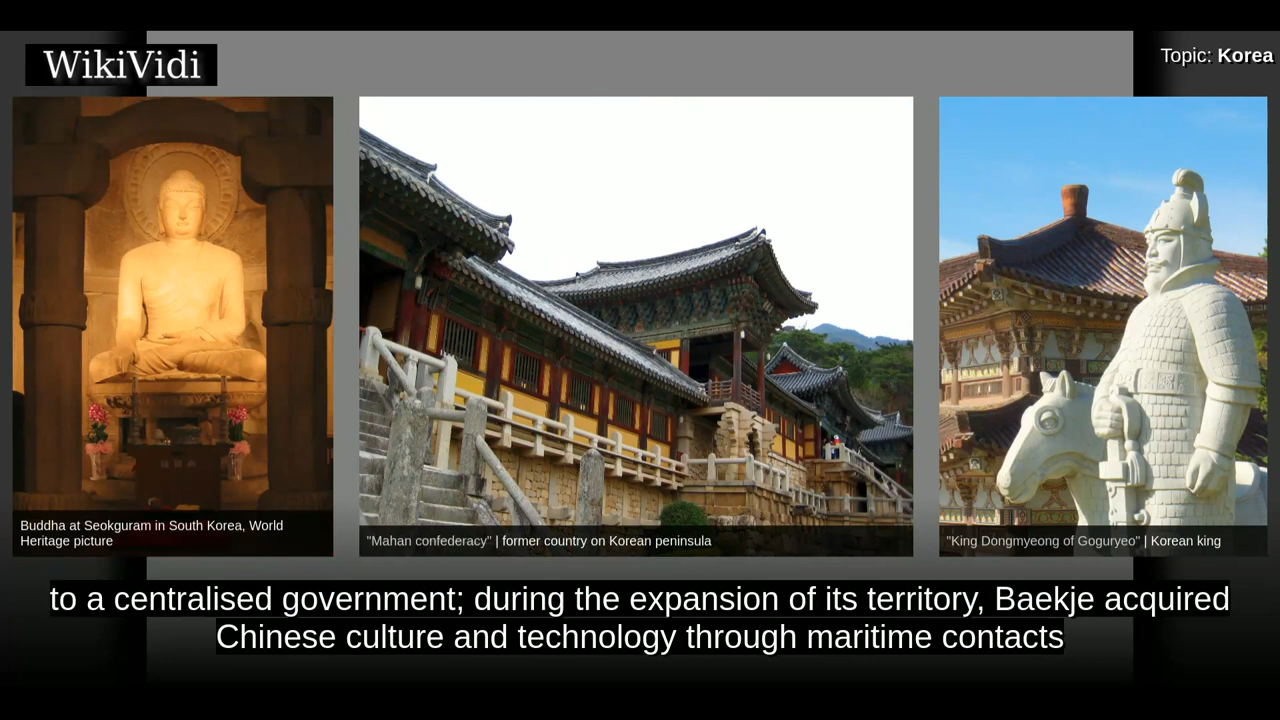 WikiVidi
Topic: Korea
Buddha at Seokguram in South Korea, World
Heritage picture
"Mahan confederacy" | former country on Korean peninsula
"King Dongmyeong of Goguryeo" | Korean king
to a centralised government; during the expansion of its territory, Baekje acquired
Chinese culture and technology through maritime contacts